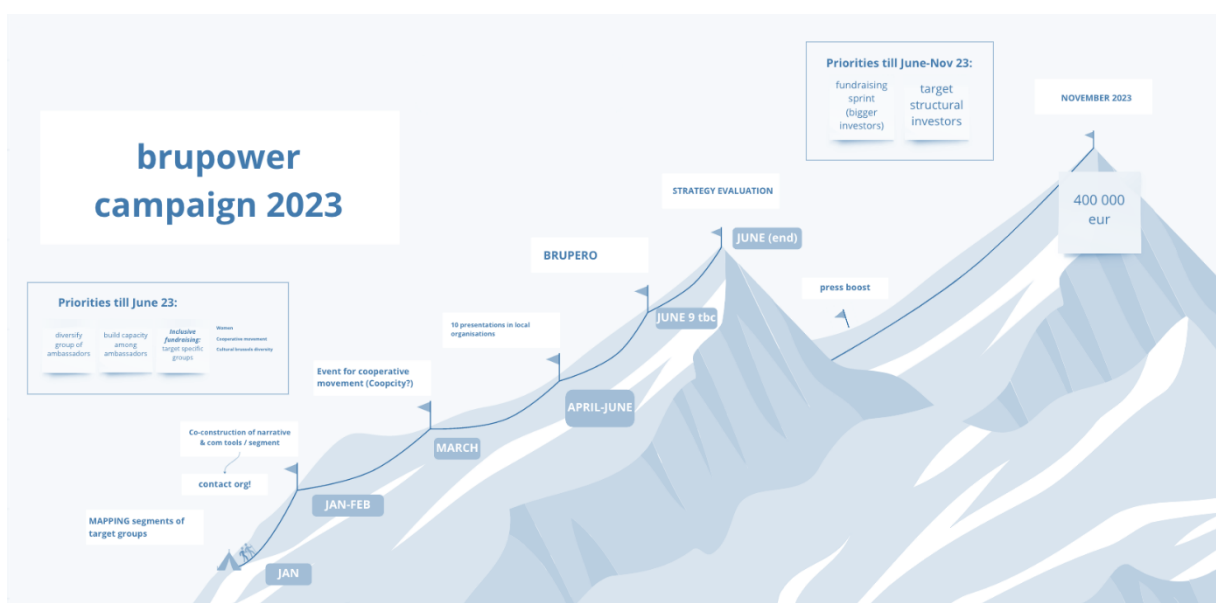 brupower
campaign 2023
Priorities till June 23:
diversify
group of
ambassadors
build capacity
among
ambassadors
Inclusive
fundraising:
target specific
groups
Women
Cooperative movement
Cultural brussels diversity
Priorities till June-Nov 23:
fundraising
sprint
(bigger
investors)
target
structural
investors
MAPPING segments of
target groups
JAN
Co-construction of narrative
& com tools / segment
contact org!
JAN-FEB
Event for cooperative
movement (Coopcity?)
MARCH
10 presentations in local
organisations
APRIL-JUNE
BRUPERO
JUNE 9 tbc
STRATEGY EVALUATION
JUNE (end)
press boost
NOVEMBER 2023
400 000
eur